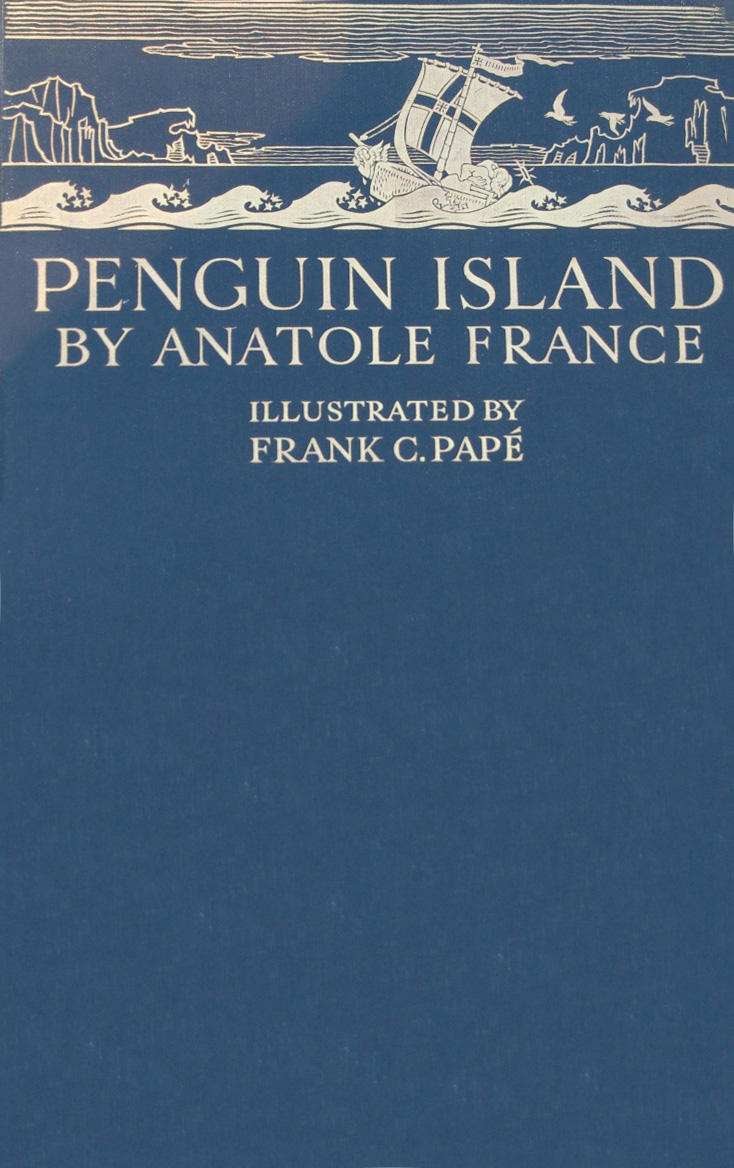 PENGUIN ISLAND
BY ANATOLE FRANCE
ILLUSTRATED BY
FRANK C. PAPÉ